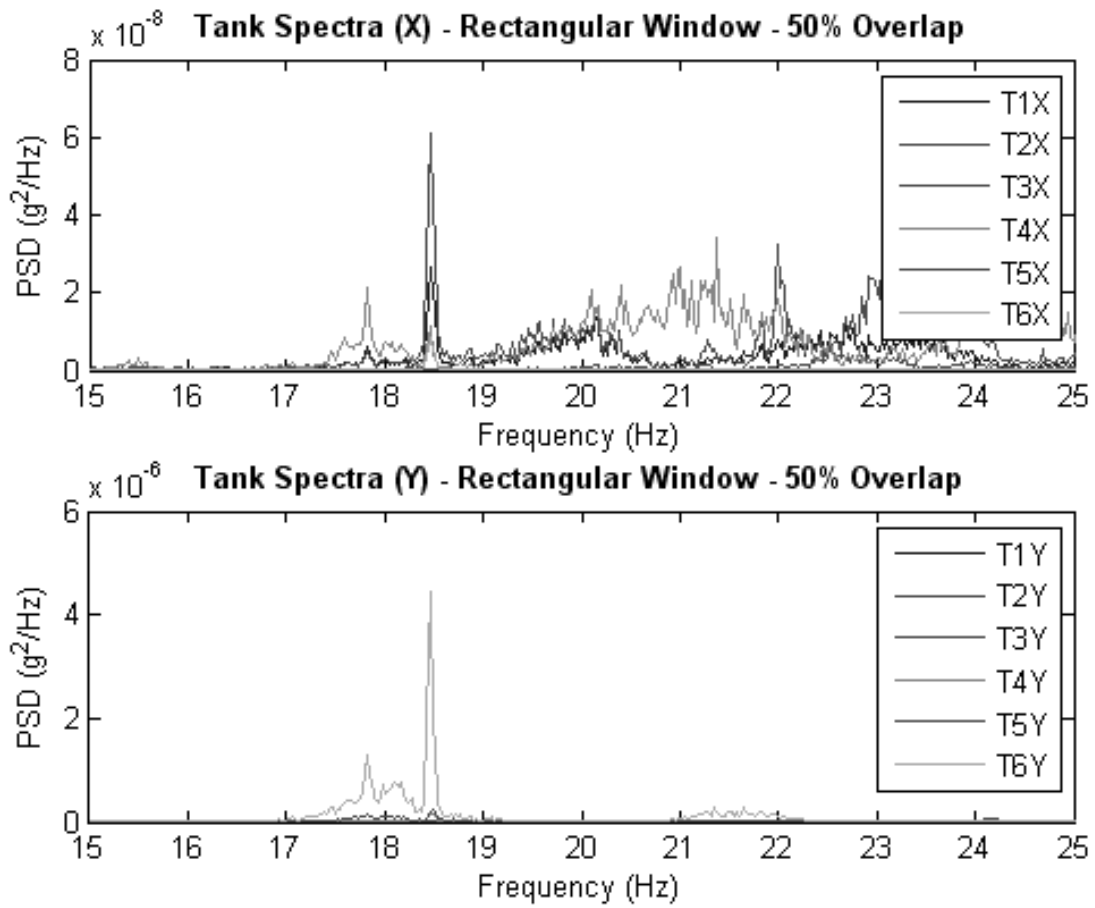 x 10^-8 Tank Spectra (X) - Rectangular Window - 50% Overlap
8
6
4
2
0
PSD (g^2/Hz)
T1X
T2X
T3X
T4X
T5X
T6X
15 16 17 18 19 20 21 22 23 24 25
Frequency (Hz)
x 10^-6 Tank Spectra (Y) - Rectangular Window - 50% Overlap
6
4
2
0
PSD (g^2/Hz)
T1Y
T2Y
T3Y
T4Y
T5Y
T6Y
15 16 17 18 19 20 21 22 23 24 25
Frequency (Hz)